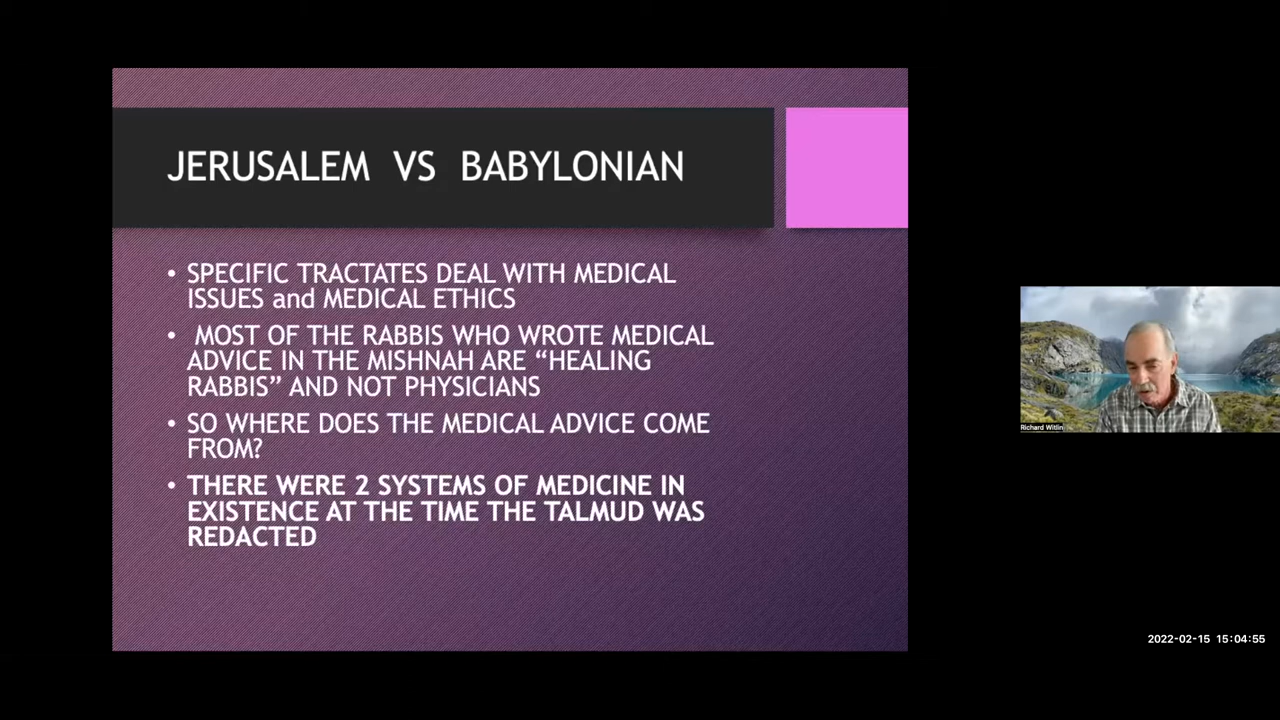 JERUSALEM VS BABYLONIAN
• SPECIFIC TRACTATES DEAL WITH MEDICAL
ISSUES and MEDICAL ETHICS
• MOST OF THE RABBIS WHO WROTE MEDICAL
ADVICE IN THE MISHNAH ARE “HEALING
RABBIS” AND NOT PHYSICIANS
• SO WHERE DOES THE MEDICAL ADVICE COME
FROM?
• THERE WERE 2 SYSTEMS OF MEDICINE IN
EXISTENCE AT THE TIME THE TALMUD WAS
REDACTED
Richard Witlin
2022-02-15 15:04:55